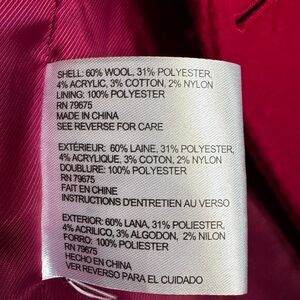 SHELL: 60% WOOL, 31% POLYESTER,
4% ACRYLIC, 3% COTTON, 2% NYLON
LINING: 100% POLYESTER
RN 79675
MADE IN CHINA
SEE REVERSE FOR CARE
EXTÉRIEUR: 60% LAINE, 31% POLYESTER,
4% ACRYLIQUE, 3% COTON, 2% NYLON
DOUBLURE: 100% POLYESTER
RN 79675
FAIT EN CHINE
INSTRUCTIONS D'ENTRETIEN AU VERSO
EXTERIOR: 60% LANA, 31% POLIESTER,
4% ACRILICO, 3% ALGODON, 2% NILON
FORRO: 100% POLIESTER
RN 79675
HECHO EN CHINA
VER REVERSO PARA EL CUIDADO